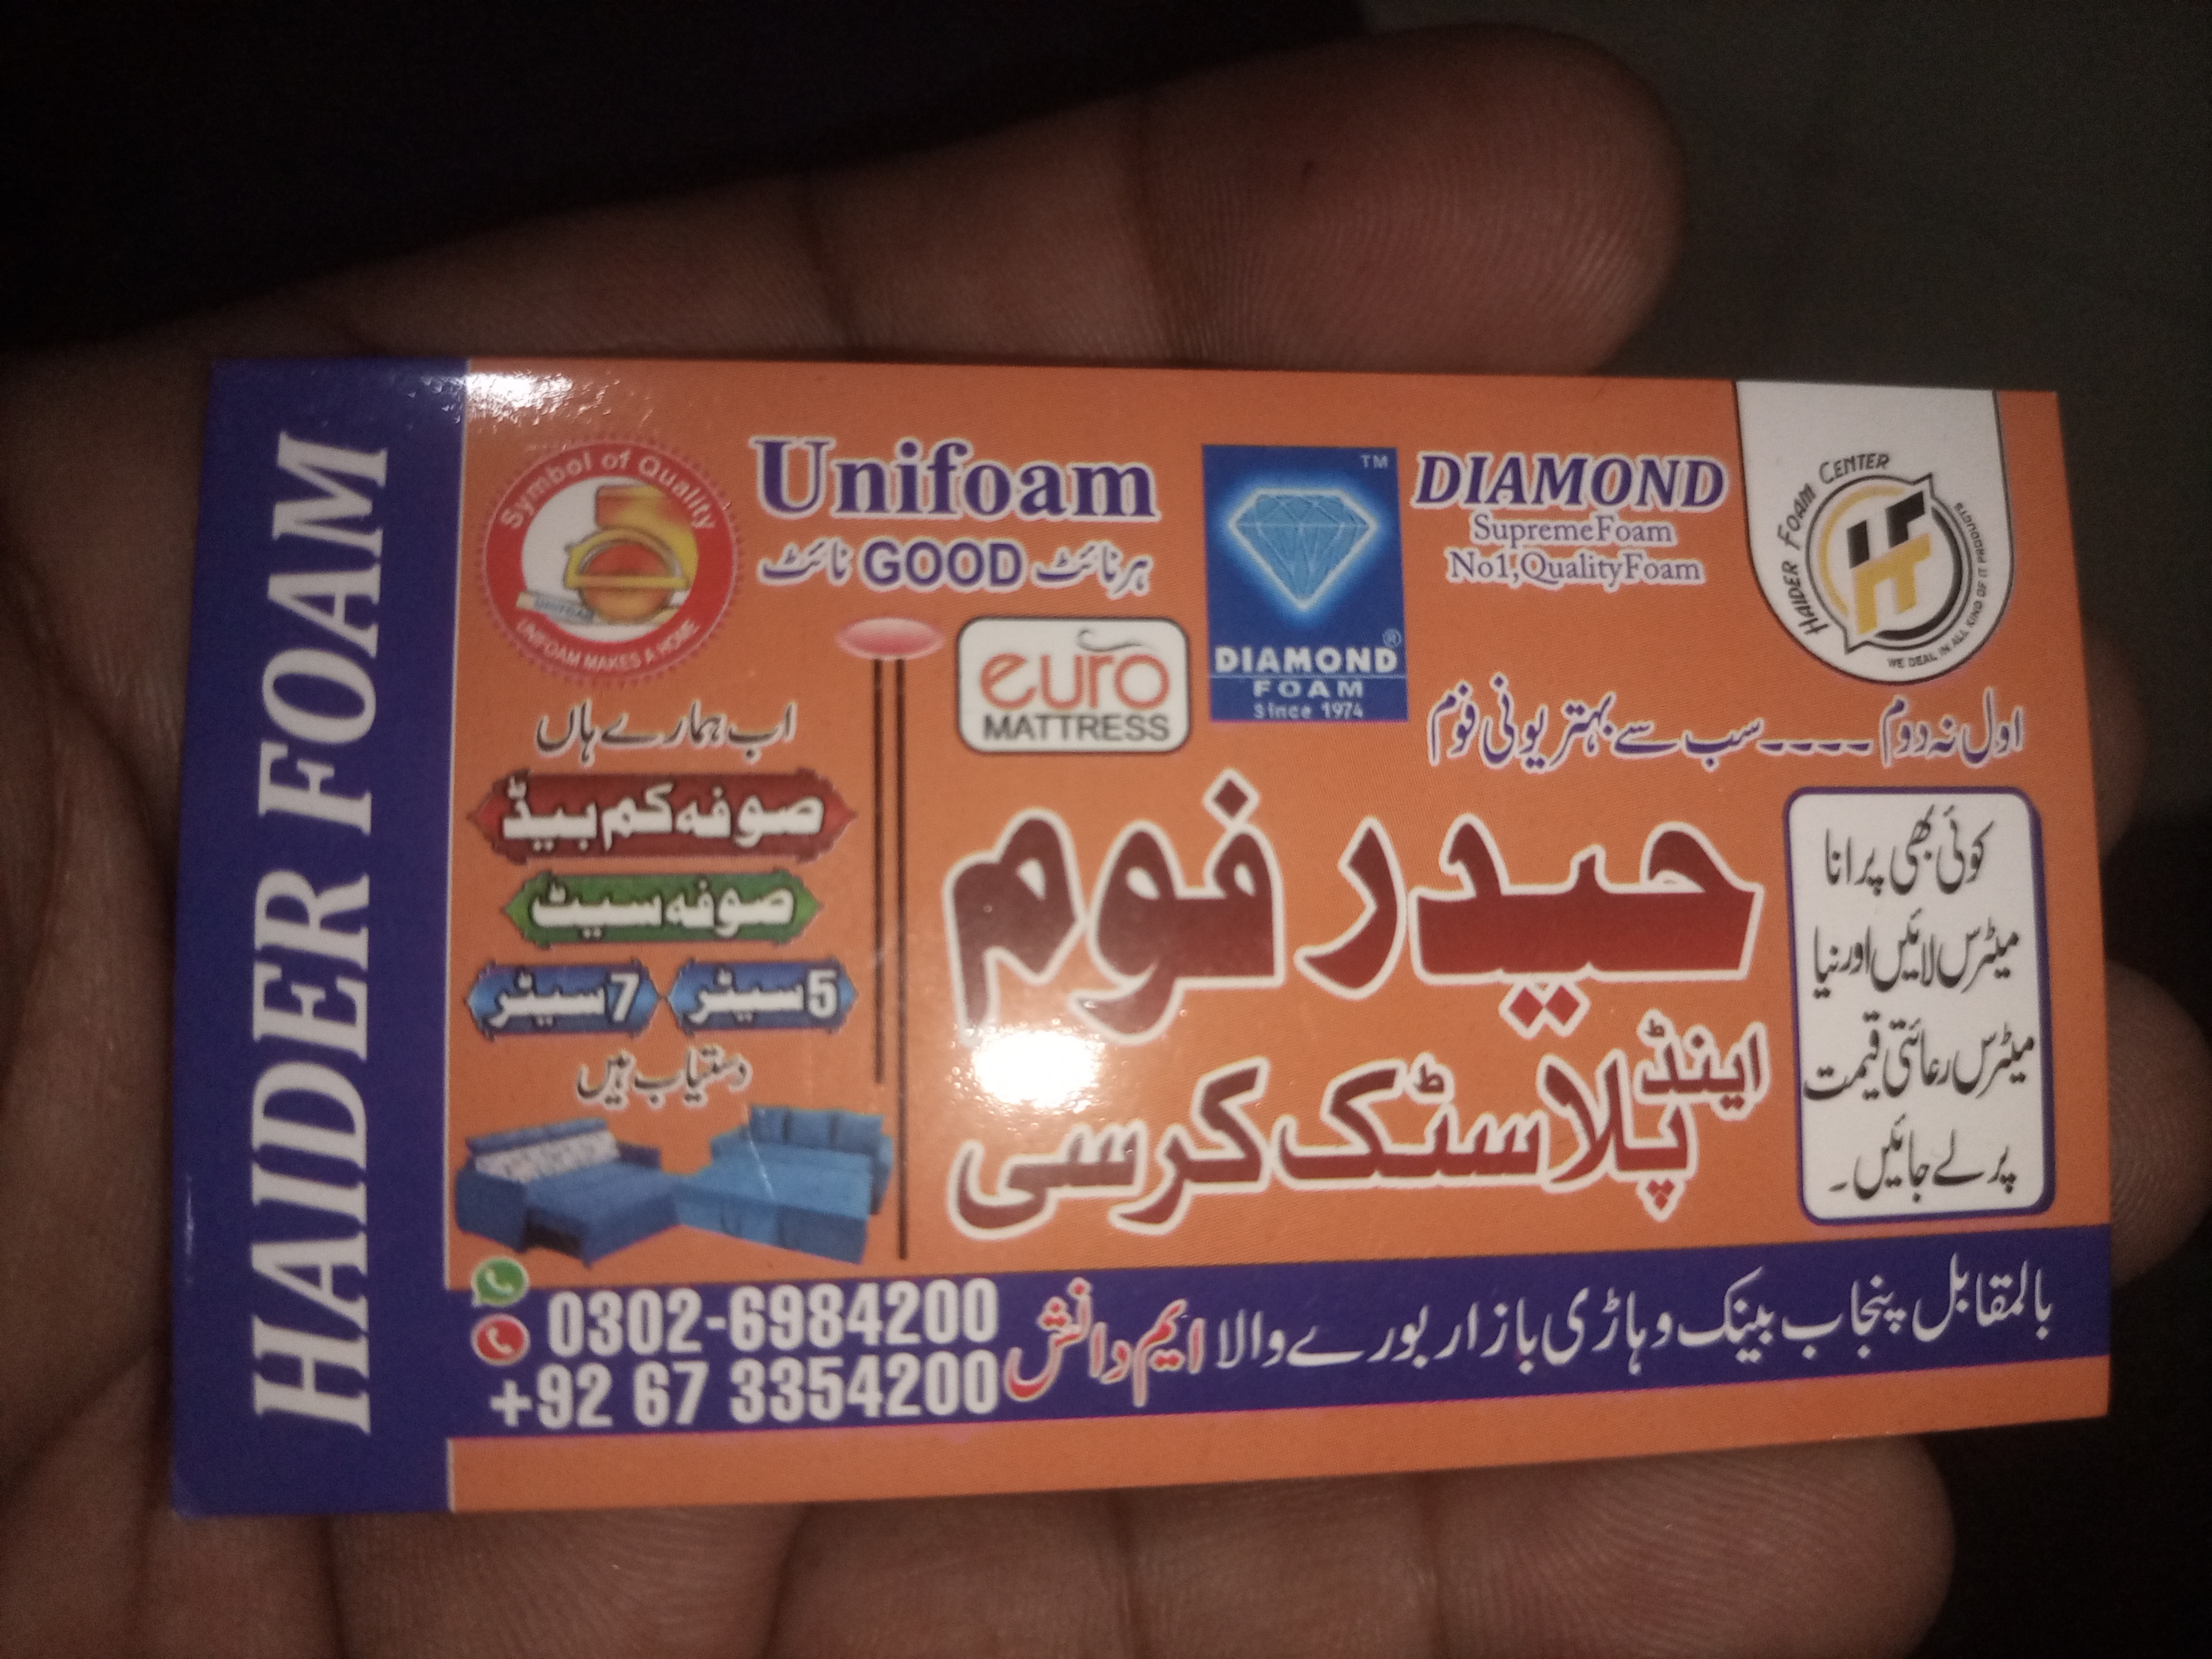 HAIDER FOAM
Symbol of Quality
UNIFOAM
UNIFOAM MAKES A HOME
Unifoam
ہر نائٹ GOOD نائٹ
euro
MATTRESS
TM
DIAMOND ®
FOAM
Since 1974
DIAMOND
SupremeFoam
No1,QualityFoam
HAIDER FOAM CENTER
HF
WE DEAL IN ALL KIND OF IT PRODUCTS
اول نہ دوم ---- سب سے بہتر یونی فوم
اب ہمارے ہاں
صوفہ کم بیڈ
صوفہ سیٹ
5 سیٹر 7 سیٹر
دستیاب ہیں
حیدر فوم
اینڈ
پلاسٹک کرسی
کوئی بھی پرانا
میٹرس لائیں اور نیا
میٹرس رعائتی قیمت
پر لے جائیں۔
بالمقابل پنجاب بینک وہاڑی بازار بورے والا ایم دانش
0302-6984200
+92 67 3354200